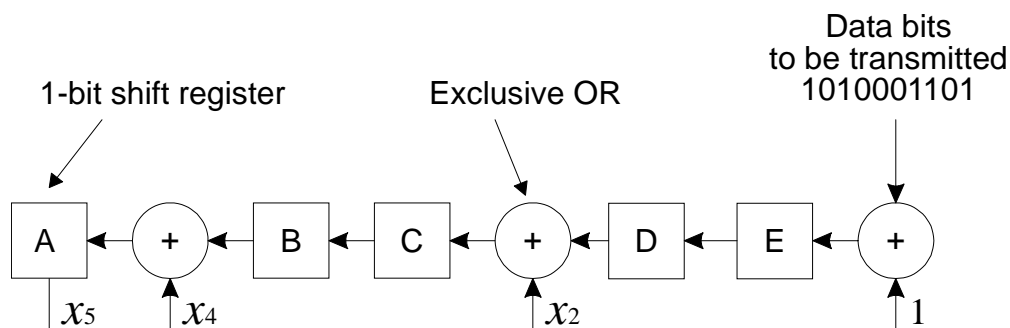 Data bits
to be transmitted
1010001101
1-bit shift register
Exclusive OR
A
+
B
C
+
D
E
+
x5
x4
x2
1